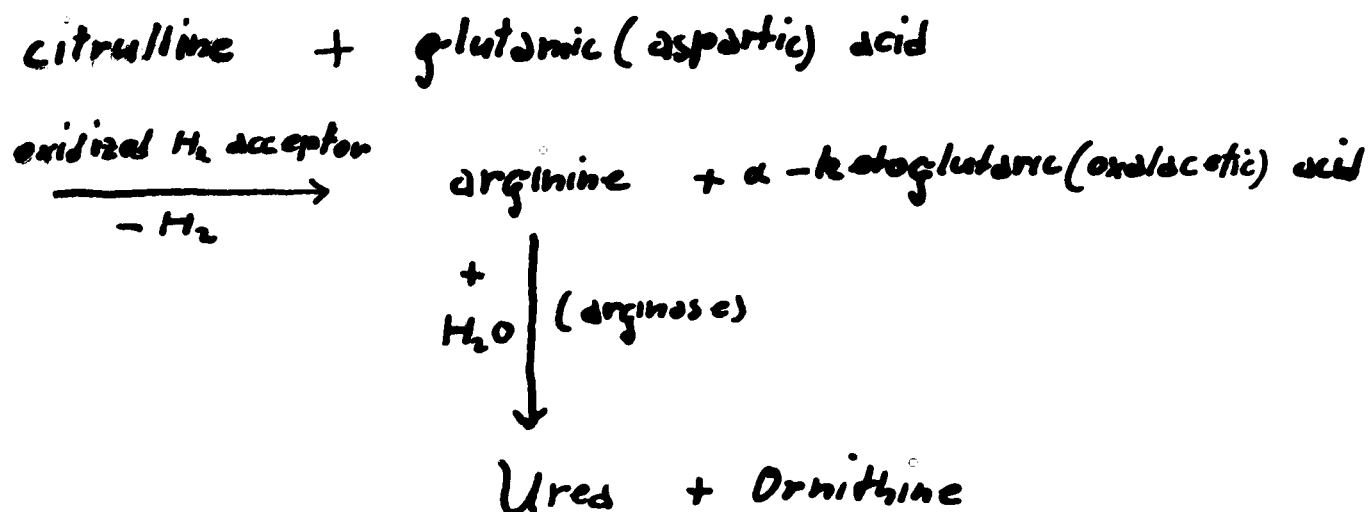 citrulline + glutamic (aspartic) acid
oxidized H₂ acceptor
- H₂
arginine + α-ketoglutaric (oxalacetic) acid
+
H₂O
(arginase)
Urea + Ornithine